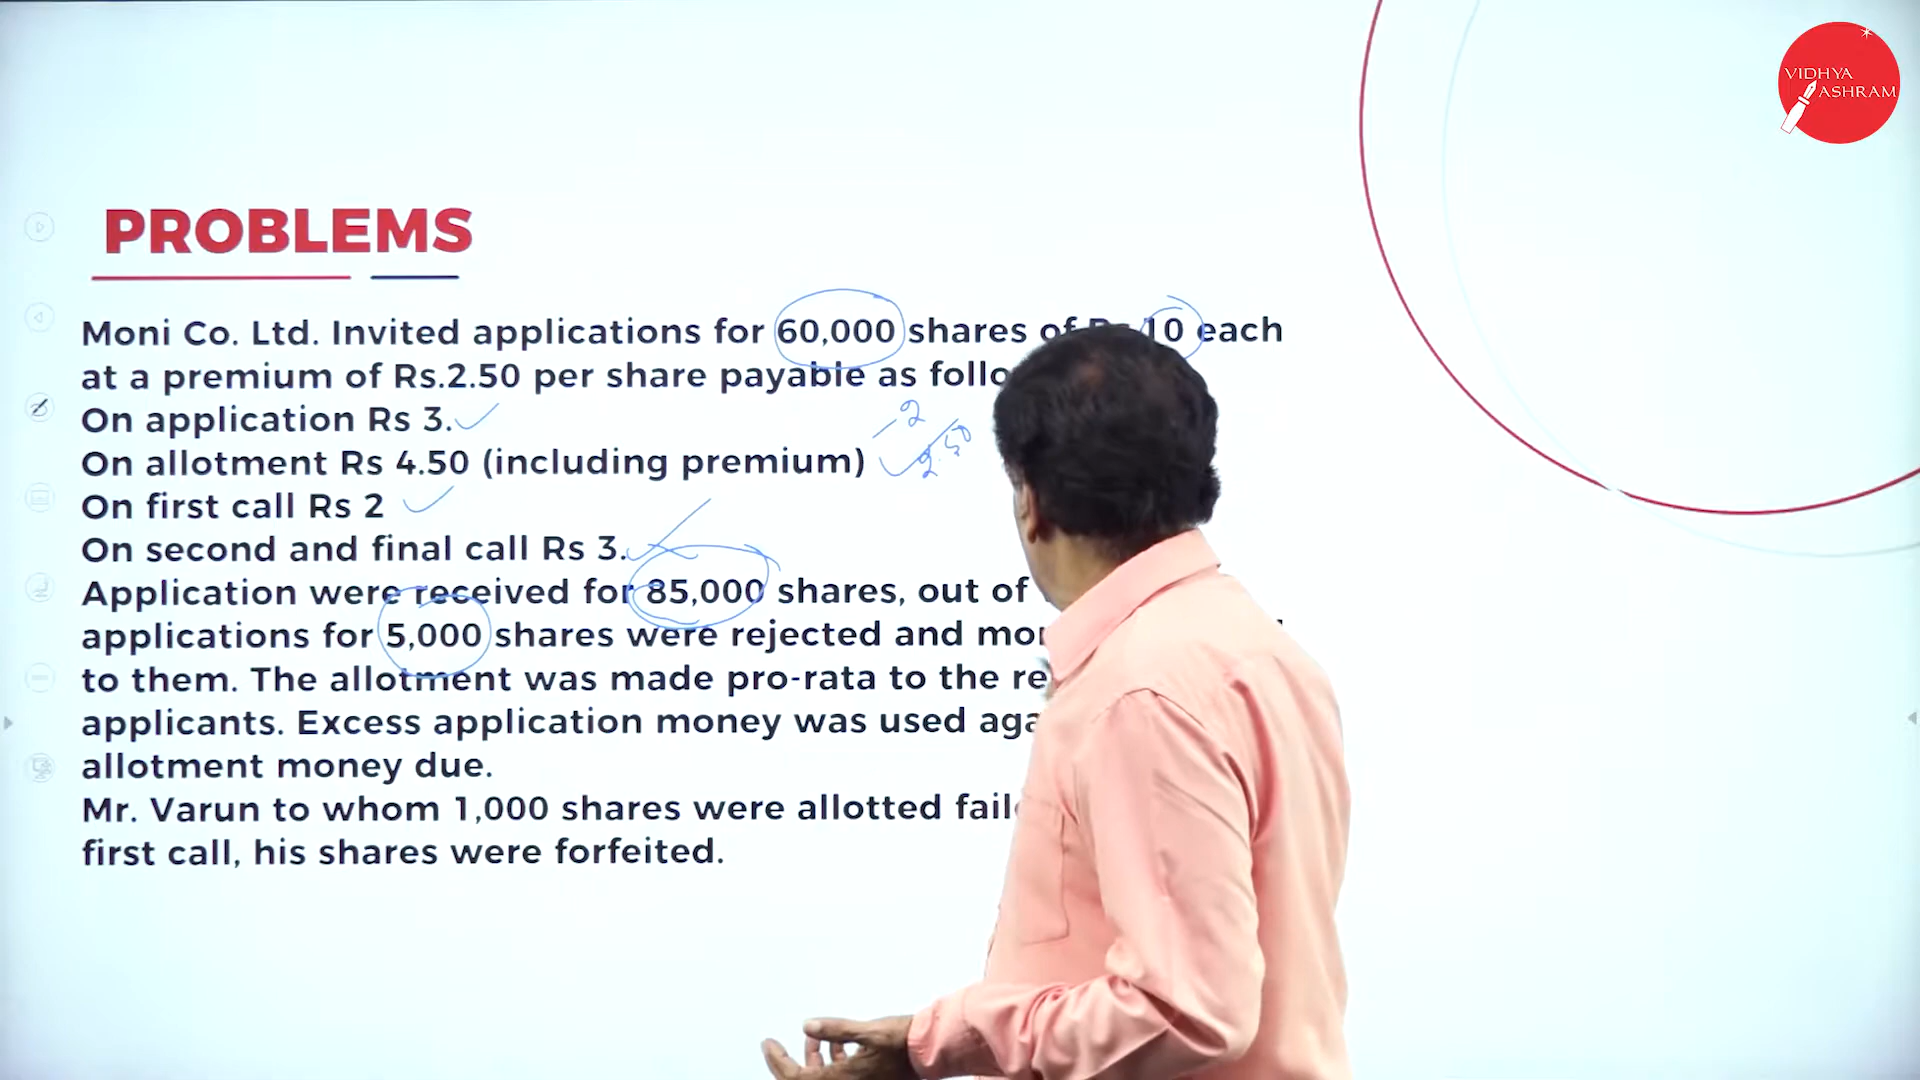 VIDHYA
ASHRAM
PROBLEMS
Moni Co. Ltd. Invited applications for 60,000 shares of 10 each
at a premium of Rs.2.50 per share payable as
On application Rs 3.
2
On allotment Rs 4.50 (including premium)
2.50
On first call Rs 2
On second and final call Rs 3.
Application were received for 85,000 shares, out of
applications for 5,000 shares were rejected and
to them. The allotment was made pro-rata to the
applicants. Excess application money was used
allotment money due.
Mr. Varun to whom 1,000 shares were allotted
first call, his shares were forfeited.